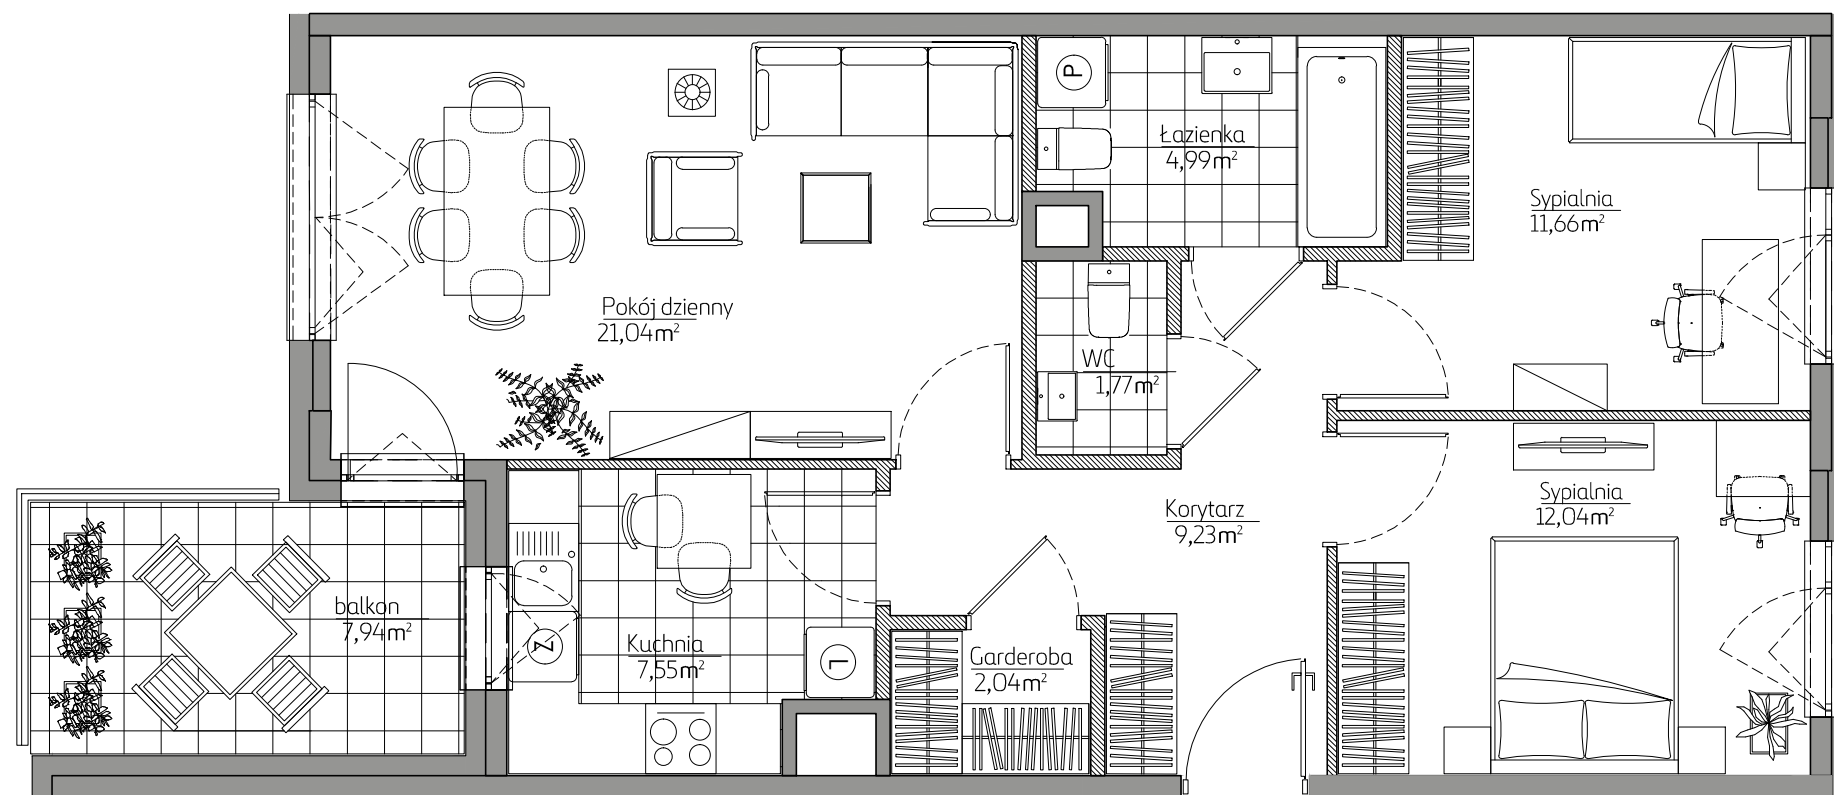 P
Łazienka
4,99m²
Sypialnia
11,66m²
Pokój dzienny
21,04m²
WC
1,77m²
Korytarz
9,23m²
Sypialnia
12,04m²
balkon
7,94m²
Z
Kuchnia
7,55m²
L
Garderoba
2,04m²